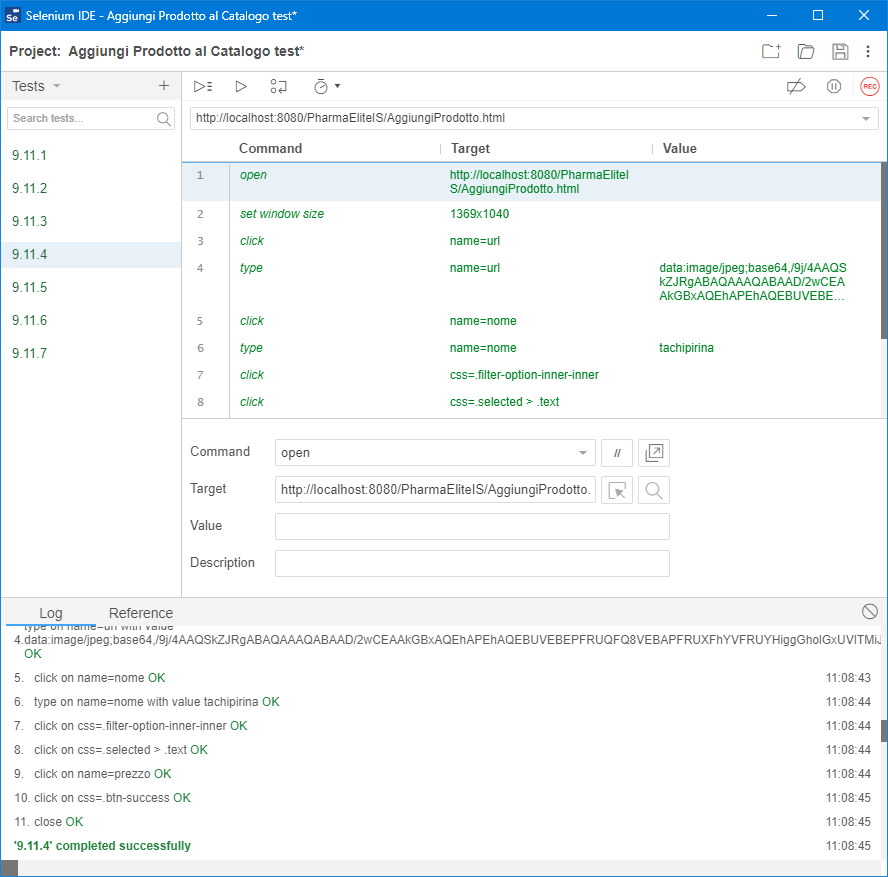 Se Selenium IDE - Aggiungi Prodotto al Catalogo test*
Project: Aggiungi Prodotto al Catalogo test*
Tests
REC
Search tests...
http://localhost:8080/PharmaEliteIS/AggiungiProdotto.html
Command Target Value
9.11.1
9.11.2
9.11.3
9.11.4
9.11.5
9.11.6
9.11.7
1 open http://localhost:8080/PharmaEliteI
S/AggiungiProdotto.html
2 set window size 1369x1040
3 click name=url
4 type name=url data:image/jpeg;base64,/9j/4AAQS
kZJRgABAQAAAQABAAD/2wCEA
AkGBxAQEhAPEhAQEBUVEBE...
5 click name=nome
6 type name=nome tachipirina
7 click css=.filter-option-inner-inner
8 click css=.selected > .text
Command open //
Target http://localhost:8080/PharmaEliteIS/AggiungiProdotto.
Value
Description
Log Reference
type on name=url with value
4. data:image/jpeg;base64,/9j/4AAQSkZJRgABAQAAAQABAAD/2wCEAAkGBxAQEhAPEhAQEBUVEBEPFRUQFQ8VEBAPFRUXFhYVFRUYHiggGholGxUVITMiJ
OK
5. click on name=nome OK 11:08:43
6. type on name=nome with value tachipirina OK 11:08:44
7. click on css=.filter-option-inner-inner OK 11:08:44
8. click on css=.selected > .text OK 11:08:44
9. click on name=prezzo OK 11:08:44
10. click on css=.btn-success OK 11:08:45
11. close OK 11:08:45
'9.11.4' completed successfully 11:08:45